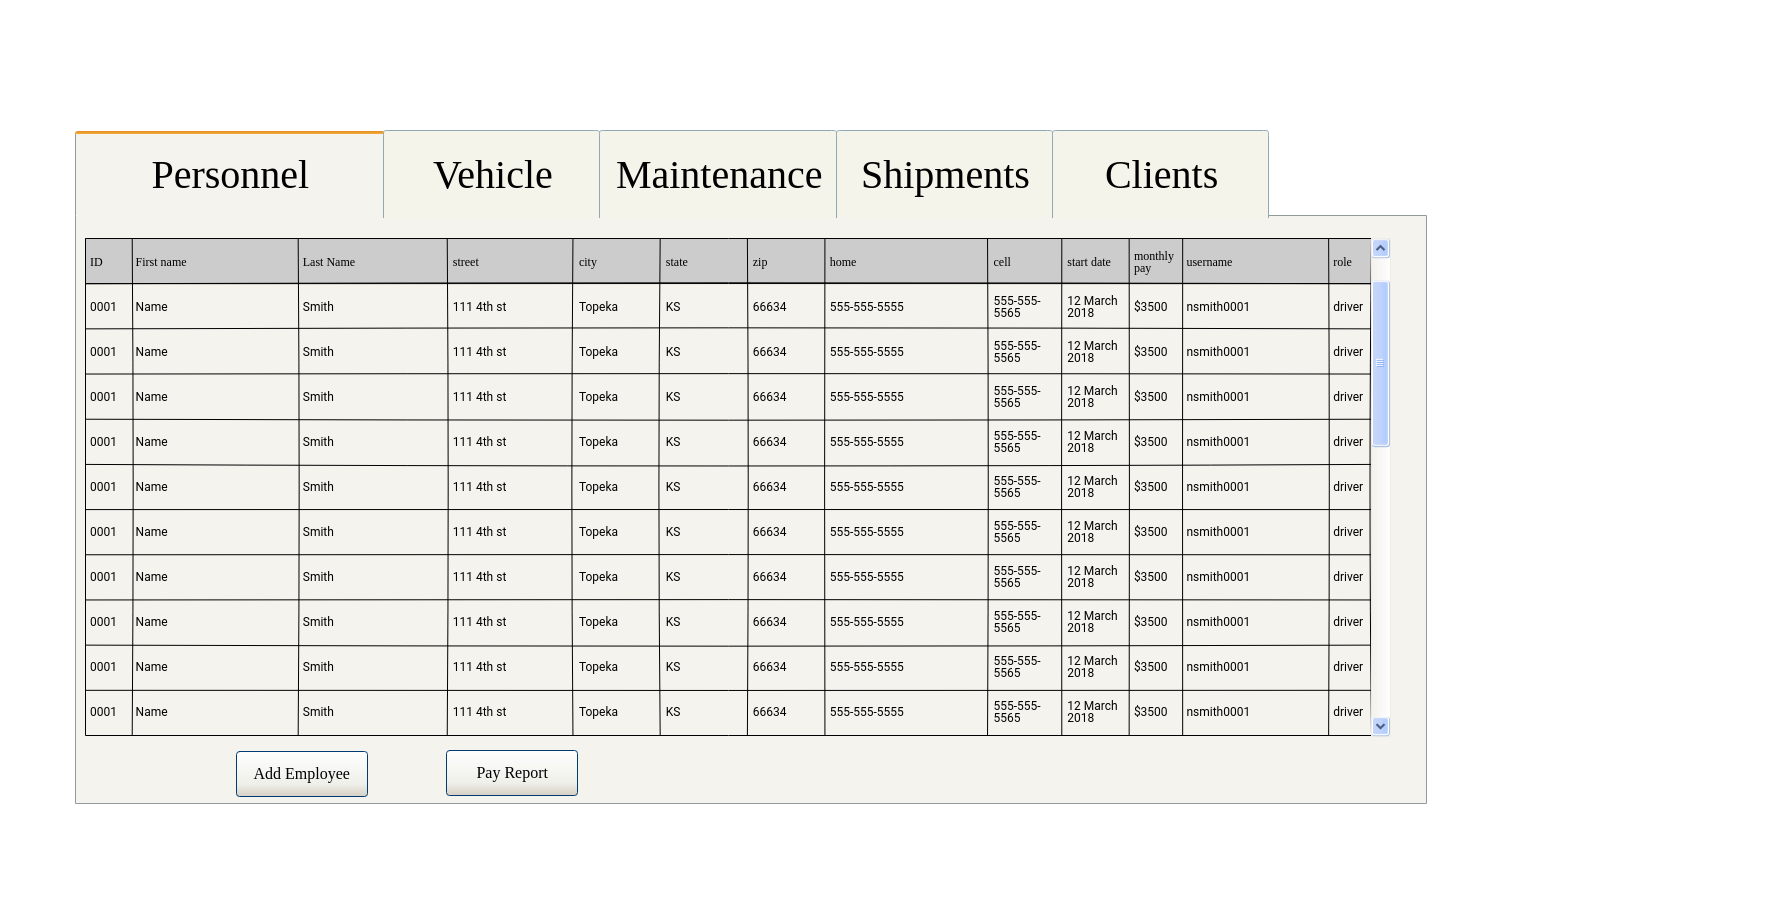 Personnel Vehicle Maintenance Shipments Clients
ID First name Last Name street city state zip home cell start date monthly pay username role
0001 Name Smith 111 4th st Topeka KS 66634 555-555-5555 555-555-5565 12 March 2018 $3500 nsmith0001 driver
0001 Name Smith 111 4th st Topeka KS 66634 555-555-5555 555-555-5565 12 March 2018 $3500 nsmith0001 driver
0001 Name Smith 111 4th st Topeka KS 66634 555-555-5555 555-555-5565 12 March 2018 $3500 nsmith0001 driver
0001 Name Smith 111 4th st Topeka KS 66634 555-555-5555 555-555-5565 12 March 2018 $3500 nsmith0001 driver
0001 Name Smith 111 4th st Topeka KS 66634 555-555-5555 555-555-5565 12 March 2018 $3500 nsmith0001 driver
0001 Name Smith 111 4th st Topeka KS 66634 555-555-5555 555-555-5565 12 March 2018 $3500 nsmith0001 driver
0001 Name Smith 111 4th st Topeka KS 66634 555-555-5555 555-555-5565 12 March 2018 $3500 nsmith0001 driver
0001 Name Smith 111 4th st Topeka KS 66634 555-555-5555 555-555-5565 12 March 2018 $3500 nsmith0001 driver
0001 Name Smith 111 4th st Topeka KS 66634 555-555-5555 555-555-5565 12 March 2018 $3500 nsmith0001 driver
0001 Name Smith 111 4th st Topeka KS 66634 555-555-5555 555-555-5565 12 March 2018 $3500 nsmith0001 driver
Add Employee Pay Report